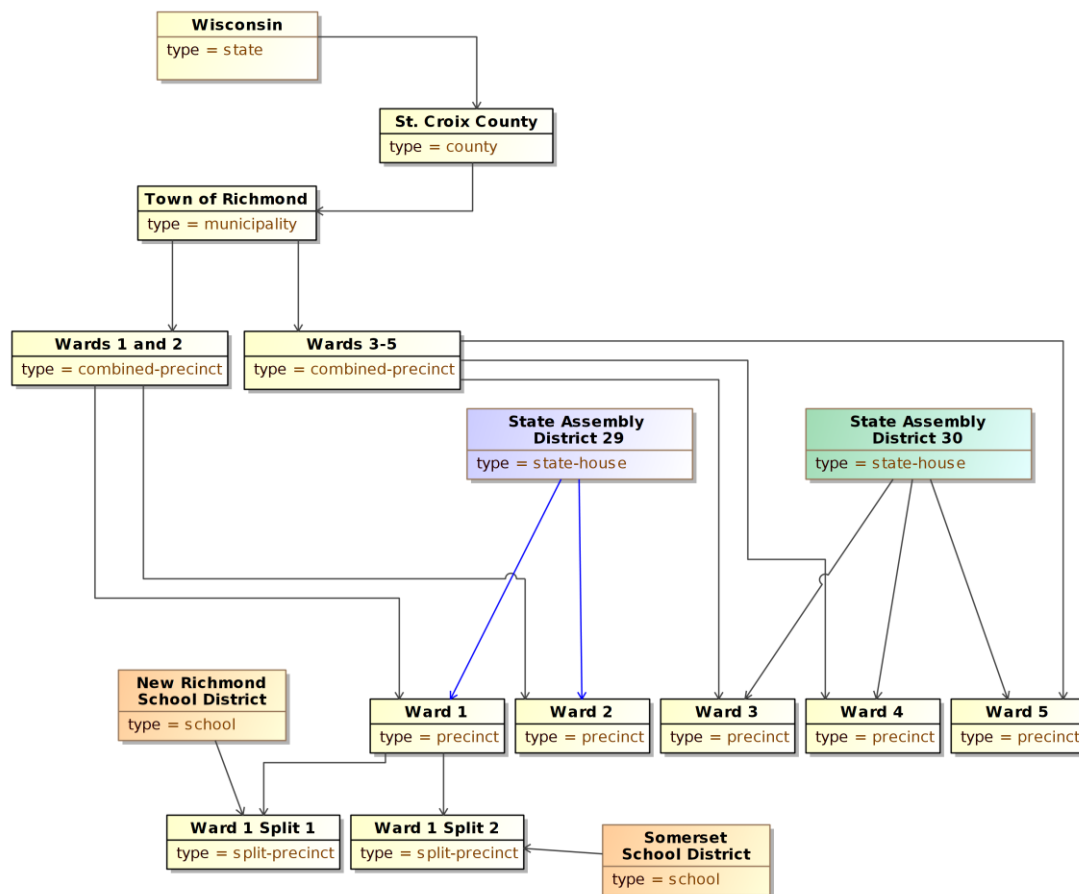 Wisconsin
type = state
St. Croix County
type = county
Town of Richmond
type = municipality
Wards 1 and 2
type = combined-precinct
Wards 3-5
type = combined-precinct
State Assembly
District 29
type = state-house
State Assembly
District 30
type = state-house
New Richmond
School District
type = school
Ward 1
type = precinct
Ward 2
type = precinct
Ward 3
type = precinct
Ward 4
type = precinct
Ward 5
type = precinct
Ward 1 Split 1
type = split-precinct
Ward 1 Split 2
type = split-precinct
Somerset
School District
type = school